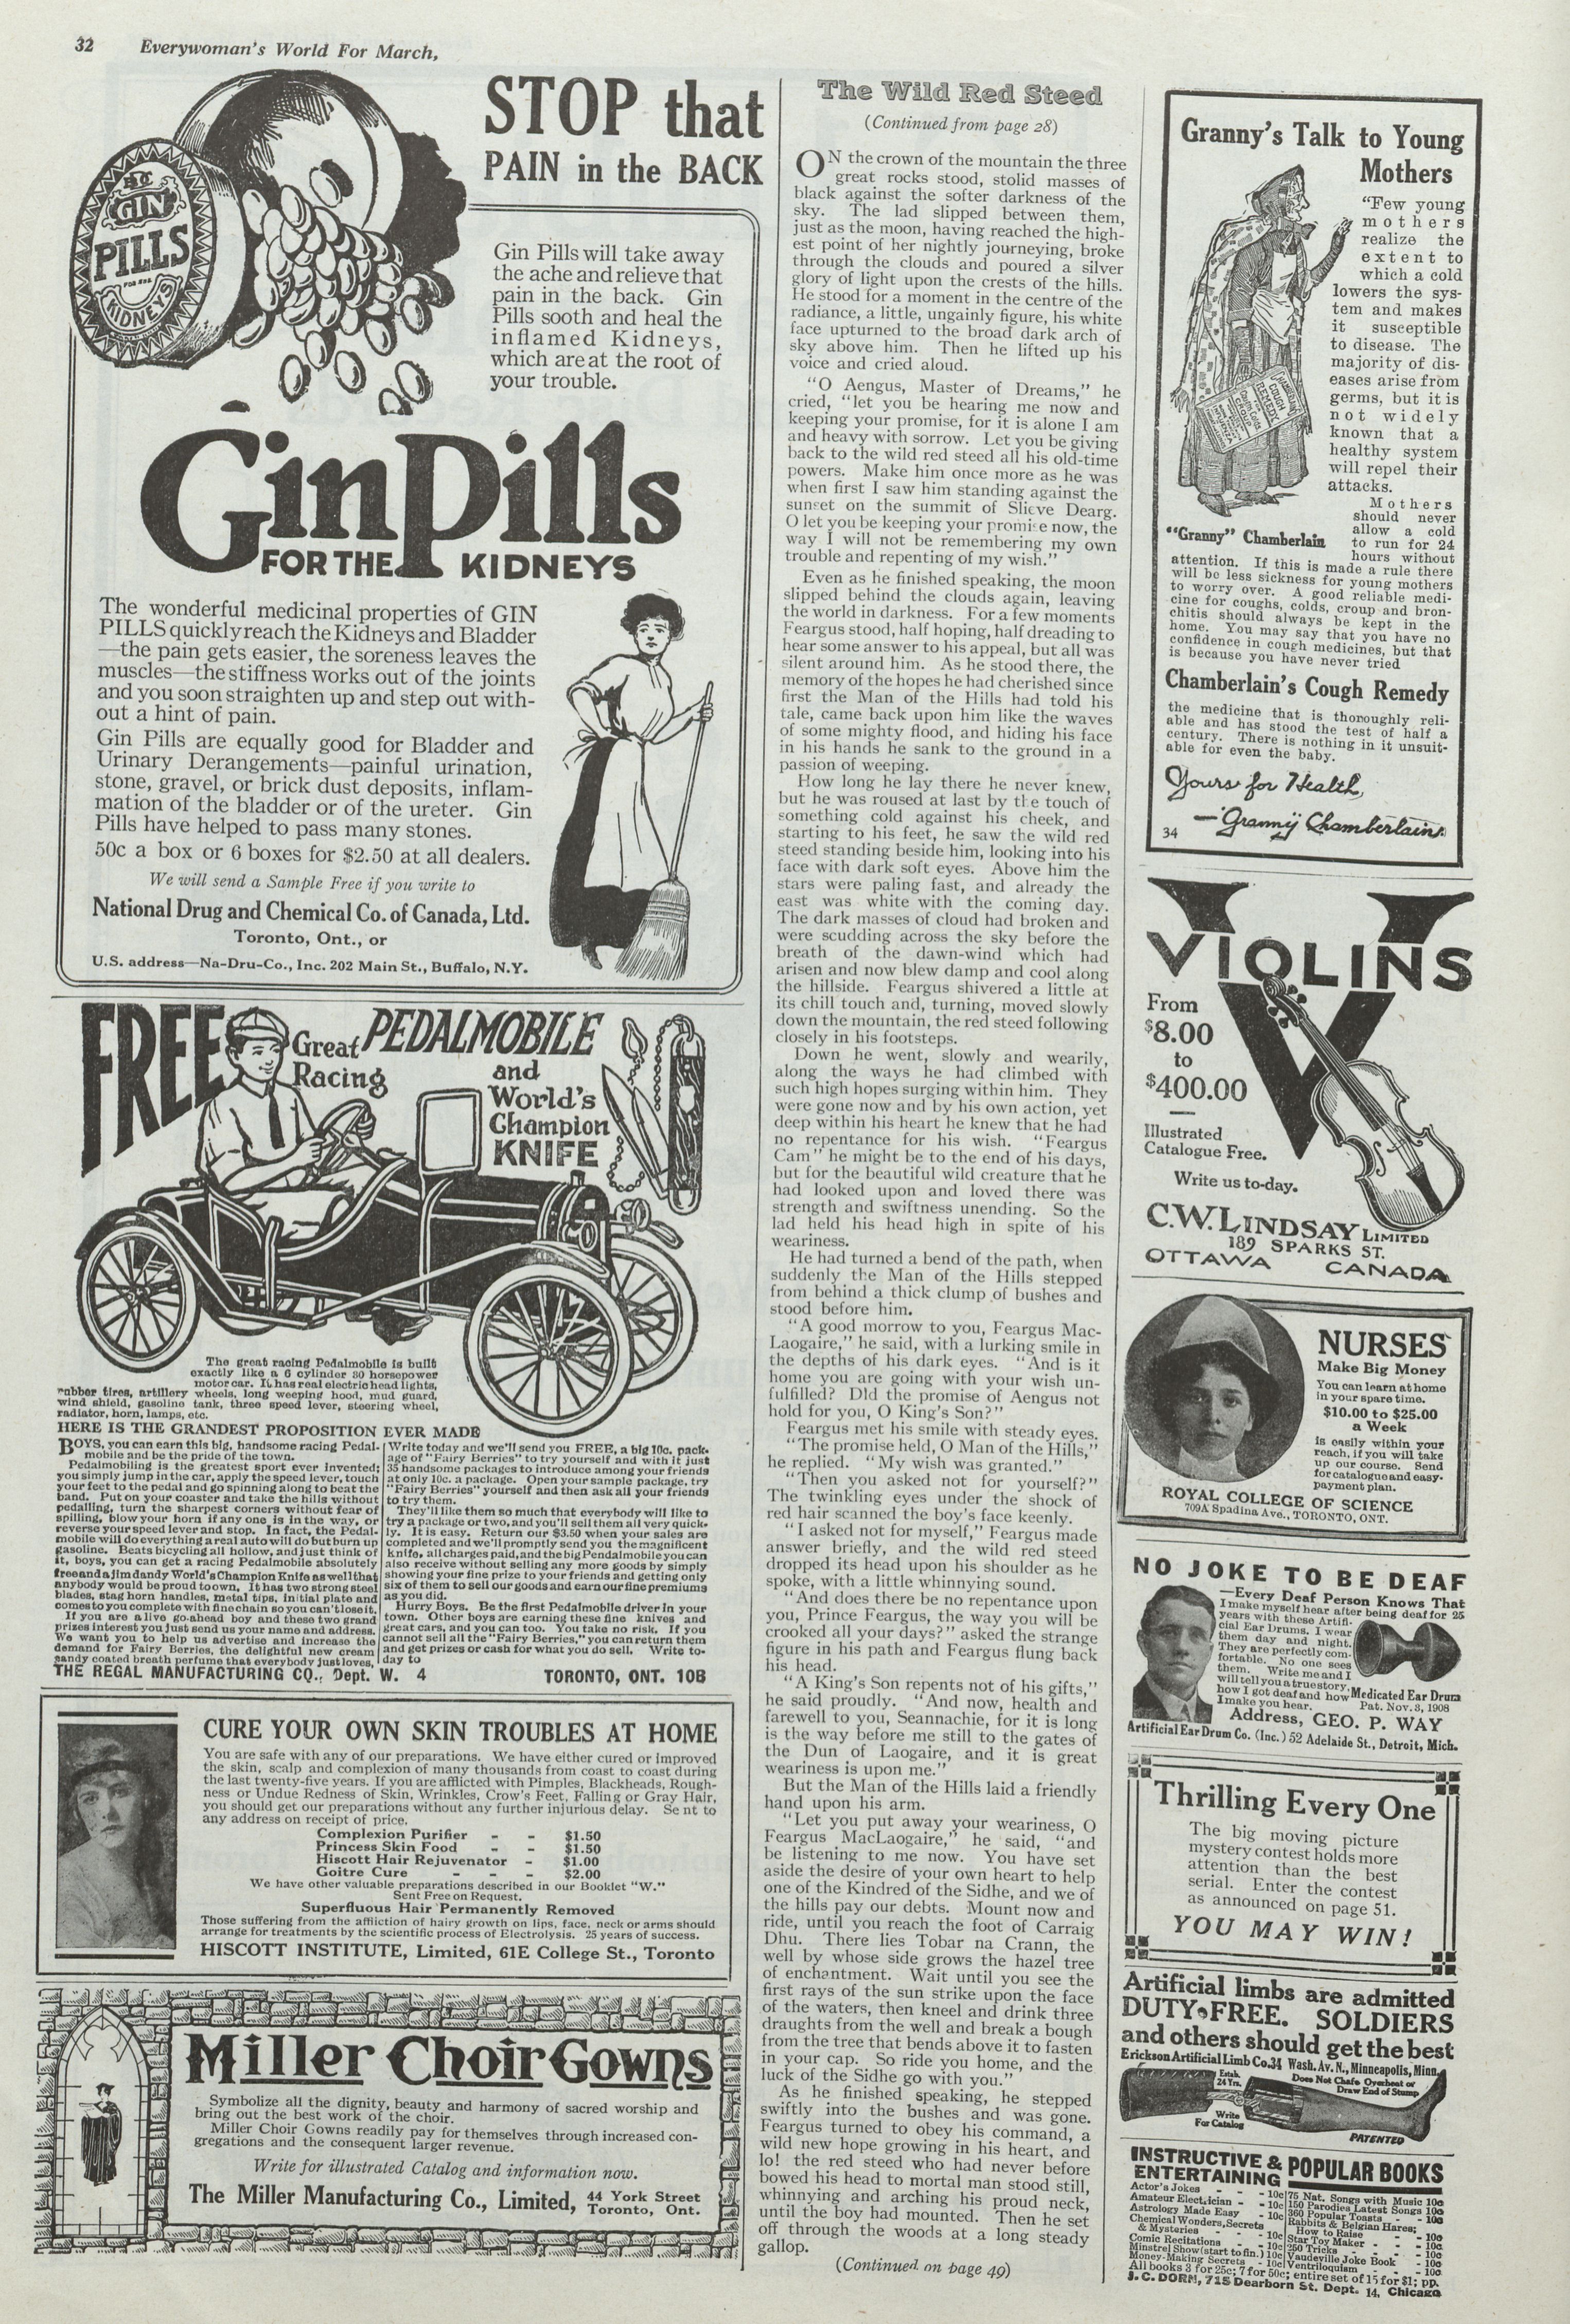 32 Everywoman's World For March,
STOP that
PAIN in the BACK
GIN
PILLS
FOR THE
KIDNEYS
Gin Pills will take away
the ache and relieve that
pain in the back. Gin
Pills sooth and heal the
inflamed Kidneys,
which are at the root of
your trouble.
Gin Pills
FOR THE KIDNEYS
The wonderful medicinal properties of GIN
PILLS quickly reach the Kidneys and Bladder
—the pain gets easier, the soreness leaves the
muscles—the stiffness works out of the joints
and you soon straighten up and step out with-
out a hint of pain.
Gin Pills are equally good for Bladder and
Urinary Derangements—painful urination,
stone, gravel, or brick dust deposits, inflam-
mation of the bladder or of the ureter. Gin
Pills have helped to pass many stones.
50c a box or 6 boxes for $2.50 at all dealers.
We will send a Sample Free if you write to
National Drug and Chemical Co. of Canada, Ltd.
Toronto, Ont., or
U.S. address—Na-Dru-Co., Inc. 202 Main St., Buffalo, N.Y.
FREE
Great
Racing
PEDALMOBILE
and
World's
Champion
KNIFE
The great racing Pedalmobile is built
exactly like a 6 cylinder 30 horsepower
motor car. It has real electric head lights,
rubber tires, artillery wheels, long weeping hood, mud guard,
wind shield, gasoline tank, three speed lever, steering wheel,
radiator, horn, lamps, etc.
HERE IS THE GRANDEST PROPOSITION EVER MADE
BOYS, you can earn this big, handsome racing Pedal-
mobile and be the pride of the town.
Pedalmobiling is the greatest sport ever invented;
you simply jump in the car, apply the speed lever, touch
your feet to the pedal and go spinning along to beat the
band. Put on your coaster and take the hills without
pedalling, turn the sharpest corners without fear of
spilling, blow your horn if any one is in the way, or
reverse your speed lever and stop. In fact, the Pedal-
mobile will do everything a real auto will do but burn up
gasoline. Beats bicycling all hollow, and just think of
it, boys, you can get a racing Pedalmobile absolutely
free and a jim dandy World's Champion Knife as well that
anybody would be proud to own. It has two strong steel
blades, stag horn handles, metal tips, initial plate and
comes to you complete with fine chain so you can't lose it.
If you are a live go-ahead boy and these two grand
prizes interest you just send us your name and address.
We want you to help us advertise and increase the
demand for Fairy Berries, the delightful new cream
candy coated breath perfume that everybody just loves,
Write today and we'll send you FREE, a big 10c. pack-
age of "Fairy Berries" to try yourself and with it just
35 handsome packages to introduce among your friends
at only 10c. a package. Open your sample package, try
"Fairy Berries" yourself and then ask all your friends
to try them.
They'll like them so much that everybody will like to
try a package or two, and you'll sell them all very quick-
ly. It is easy. Return our $3.50 when your sales are
completed and we'll promptly send you the magnificent
knife, all charges paid, and the big Pendalmobile you can
also receive without selling any more goods by simply
showing your fine prize to your friends and getting only
six of them to sell our goods and earn our fine premiums
as you did.
Hurry Boys. Be the first Pedalmobile driver in your
town. Other boys are earning these fine knives and
great cars, and you can too. You take no risk. If you
cannot sell all the "Fairy Berries," you can return them
and get prizes or cash for what you do sell. Write to-
day to
THE REGAL MANUFACTURING CO., Dept. W. 4 TORONTO, ONT. 10B
CURE YOUR OWN SKIN TROUBLES AT HOME
You are safe with any of our preparations. We have either cured or improved
the skin, scalp and complexion of many thousands from coast to coast during
the last twenty-five years. If you are afflicted with Pimples, Blackheads, Rough-
ness or Undue Redness of Skin, Wrinkles, Crow's Feet, Falling or Gray Hair,
you should get our preparations without any further injurious delay. Sent to
any address on receipt of price.
Complexion Purifier - - $1.50
Princess Skin Food - - $1.50
Hiscott Hair Rejuvenator - $1.00
Goitre Cure - - - $2.00
We have other valuable preparations described in our Booklet "W."
Sent Free on Request.
Superfluous Hair Permanently Removed
Those suffering from the affliction of hairy growth on lips, face, neck or arms should
arrange for treatments by the scientific process of Electrolysis. 25 years of success.
HISCOTT INSTITUTE, Limited, 61E College St., Toronto
Miller Choir Gowns
Symbolize all the dignity, beauty and harmony of sacred worship and
bring out the best work of the choir.
Miller Choir Gowns readily pay for themselves through increased con-
gregations and the consequent larger revenue.
Write for illustrated Catalog and information now.
The Miller Manufacturing Co., Limited, 44 York Street
Toronto, Ont.
The Wild Red Steed
(Continued from page 28)
ON the crown of the mountain the three
great rocks stood, stolid masses of
black against the softer darkness of the
sky. The lad slipped between them,
just as the moon, having reached the high-
est point of her nightly journeying, broke
through the clouds and poured a silver
glory of light upon the crests of the hills.
He stood for a moment in the centre of the
radiance, a little, ungainly figure, his white
face upturned to the broad dark arch of
sky above him. Then he lifted up his
voice and cried aloud.
"O Aengus, Master of Dreams," he
cried, "let you be hearing me now and
keeping your promise, for it is alone I am
and heavy with sorrow. Let you be giving
back to the wild red steed all his old-time
powers. Make him once more as he was
when first I saw him standing against the
sunset on the summit of Slieve Dearg.
O let you be keeping your promise now, the
way I will not be remembering my own
trouble and repenting of my wish."
Even as he finished speaking, the moon
slipped behind the clouds again, leaving
the world in darkness. For a few moments
Feargus stood, half hoping, half dreading to
hear some answer to his appeal, but all was
silent around him. As he stood there, the
memory of the hopes he had cherished since
first the Man of the Hills had told his
tale, came back upon him like the waves
of some mighty flood, and hiding his face
in his hands he sank to the ground in a
passion of weeping.
How long he lay there he never knew,
but he was roused at last by the touch of
something cold against his cheek, and
starting to his feet, he saw the wild red
steed standing beside him, looking into his
face with dark soft eyes. Above him the
stars were paling fast, and already the
east was white with the coming day.
The dark masses of cloud had broken and
were scudding across the sky before the
breath of the dawn-wind which had
arisen and now blew damp and cool along
the hillside. Feargus shivered a little at
its chill touch and, turning, moved slowly
down the mountain, the red steed following
closely in his footsteps.
Down he went, slowly and wearily,
along the ways he had climbed with
such high hopes surging within him. They
were gone now and by his own action, yet
deep within his heart he knew that he had
no repentance for his wish. "Feargus
Cam" he might be to the end of his days,
but for the beautiful wild creature that he
had looked upon and loved there was
strength and swiftness unending. So the
lad held his head high in spite of his
weariness.
He had turned a bend of the path, when
suddenly the Man of the Hills stepped
from behind a thick clump of bushes and
stood before him.
"A good morrow to you, Feargus Mac-
Laogaire," he said, with a lurking smile in
the depths of his dark eyes. "And is it
home you are going with your wish un-
fulfilled? Did the promise of Aengus not
hold for you, O King's Son?"
Feargus met his smile with steady eyes.
"The promise held, O Man of the Hills,"
he replied. "My wish was granted."
"Then you asked not for yourself?"
The twinkling eyes under the shock of
red hair scanned the boy's face keenly.
"I asked not for myself," Feargus made
answer briefly, and the wild red steed
dropped its head upon his shoulder as he
spoke, with a little whinnying sound.
"And does there be no repentance upon
you, Prince Feargus, the way you will be
crooked all your days?" asked the strange
figure in his path and Feargus flung back
his head.
"A King's Son repents not of his gifts,"
he said proudly. "And now, health and
farewell to you, Seannachie, for it is long
is the way before me still to the gates of
the Dun of Laogaire, and it is great
weariness is upon me."
But the Man of the Hills laid a friendly
hand upon his arm.
"Let you put away your weariness, O
Feargus MacLaogaire," he said, "and
be listening to me now. You have set
aside the desire of your own heart to help
one of the Kindred of the Sidhe, and we of
the hills pay our debts. Mount now and
ride, until you reach the foot of Carraig
Dhu. There lies Tobar na Crann, the
well by whose side grows the hazel tree
of enchantment. Wait until you see the
first rays of the sun strike upon the face
of the waters, then kneel and drink three
draughts from the well and break a bough
from the tree that bends above it to fasten
in your cap. So ride you home, and the
luck of the Sidhe go with you."
As he finished speaking, he stepped
swiftly into the bushes and was gone.
Feargus turned to obey his command, a
wild new hope growing in his heart, and
lo! the red steed who had never before
bowed his head to mortal man stood still,
whinnying and arching his proud neck,
until the boy had mounted. Then he set
off through the woods at a long steady
gallop.
(Continued on page 49)
Granny's Talk to Young
Mothers
"Few young
mothers
realize the
extent to
which a cold
lowers the sys-
tem and makes
it susceptible
to disease. The
majority of dis-
eases arise from
germs, but it is
not widely
known that a
healthy system
will repel their
attacks.
Mothers
should never
allow a cold
to run for 24
hours without
"Granny" Chamberlain
attention. If this is made a rule there
will be less sickness for young mothers
to worry over. A good reliable medi-
cine for coughs, colds, croup and bron-
chitis should always be kept in the
home. You may say that you have no
confidence in cough medicines, but that
is because you have never tried
Chamberlain's Cough Remedy
the medicine that is thoroughly reli-
able and has stood the test of half a
century. There is nothing in it unsuit-
able for even the baby.
Yours for Health,
—Granny Chamberlain
34
VIOLINS
From
$8.00
to
$400.00
Illustrated
Catalogue Free.
Write us to-day.
C.W. LINDSAY LIMITED
189 SPARKS ST.
OTTAWA CANADA
NURSES
Make Big Money
You can learn at home
in your spare time.
$10.00 to $25.00
a Week
is easily within your
reach, if you will take
up our course. Send
for catalogue and easy-
payment plan.
ROYAL COLLEGE OF SCIENCE
709A Spadina Ave., TORONTO, ONT.
NO JOKE TO BE DEAF
—Every Deaf Person Knows That
I make myself hear after being deaf for 25
years with these Artifi-
cial Ear Drums. I wear
them day and night.
They are perfectly com-
fortable. No one sees
them. Write me and I
will tell you a true story,
how I got deaf and how
I make you hear.
Medicated Ear Drum
Pat. Nov. 3, 1908
Address, GEO. P. WAY
Artificial Ear Drum Co. (Inc.) 52 Adelaide St., Detroit, Mich.
Thrilling Every One
The big moving picture
mystery contest holds more
attention than the best
serial. Enter the contest
as announced on page 51.
YOU MAY WIN!
Artificial limbs are admitted
DUTY-FREE. SOLDIERS
and others should get the best
Erickson Artificial Limb Co. 34 Wash. Av. N., Minneapolis, Minn.
Estab.
24 Yrs.
Does Not Chafe Overheat or
Draw End of Stump
Write
For Catalog
PATENTED
INSTRUCTIVE &
ENTERTAINING
POPULAR BOOKS
Actor's Jokes - - - 10c
Amateur Electrician - - 10c
Astrology Made Easy - 10c
Chemical Wonders, Secrets
& Mysteries - - - 10c
Comic Recitations - - 10c
Minstrel Show (start to fin.) 10c
Money-Making Secrets - 10c
75 Nat. Songs with Music 10c
150 Parodies Latest Songs 10c
360 Popular Toasts - - 10c
Rabbits & Belgian Hares;
How to Raise - - 10c
Star Toy Maker - - - 10c
250 Tricks - - - - 10c
Vaudeville Joke Book - 10c
Ventriloquism - - - 10c
All books 3 for 25c; 7 for 50c; entire set of 15 for $1; pp.
J. C. DORN, 715 Dearborn St. Dept. 14, Chicago